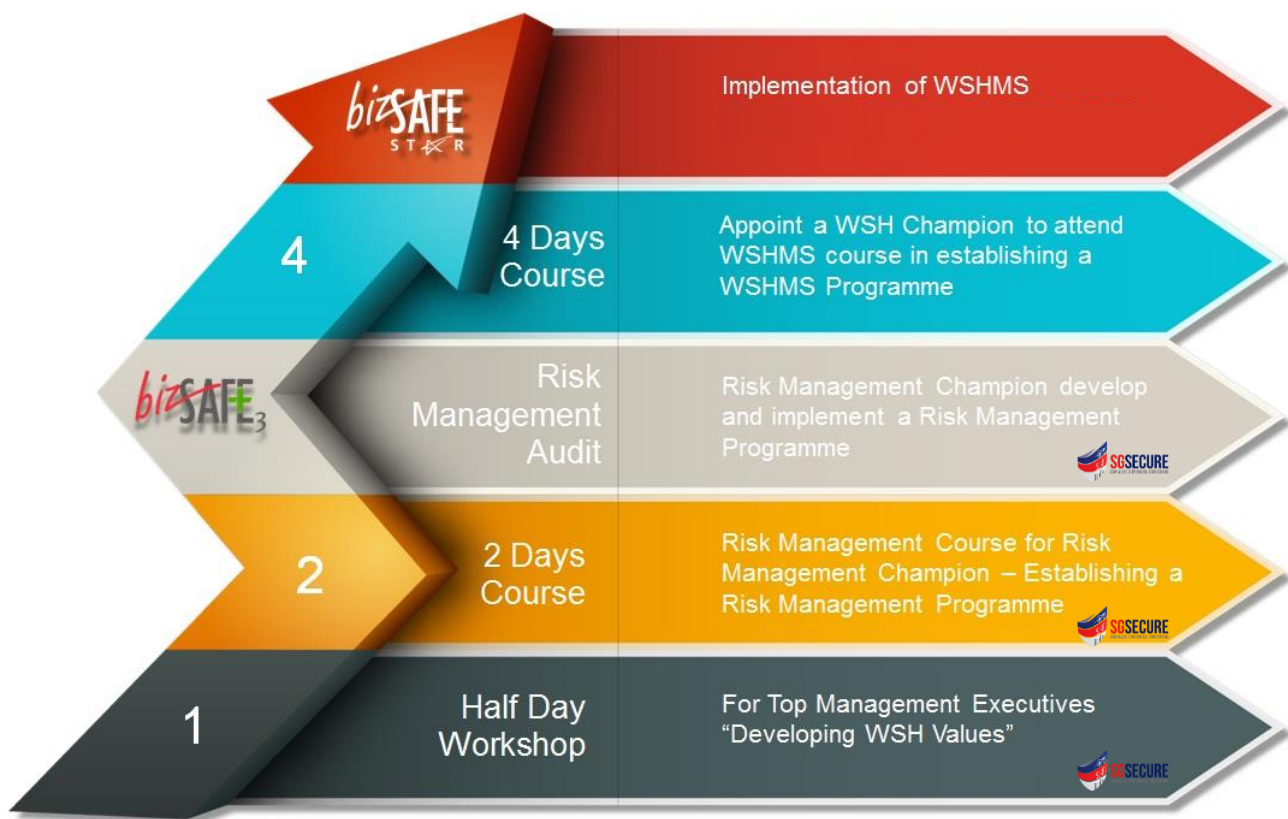 bizSAFE
STAR
Implementation of WSHMS
4
4 Days
Course
Appoint a WSH Champion to attend
WSHMS course in establishing a
WSHMS Programme
bizSAFE3
Risk
Management
Audit
Risk Management Champion develop
and implement a Risk Management
Programme
SGSECURE
2
2 Days
Course
Risk Management Course for Risk
Management Champion – Establishing a
Risk Management Programme
SGSECURE
1
Half Day
Workshop
For Top Management Executives
“Developing WSH Values”
SGSECURE